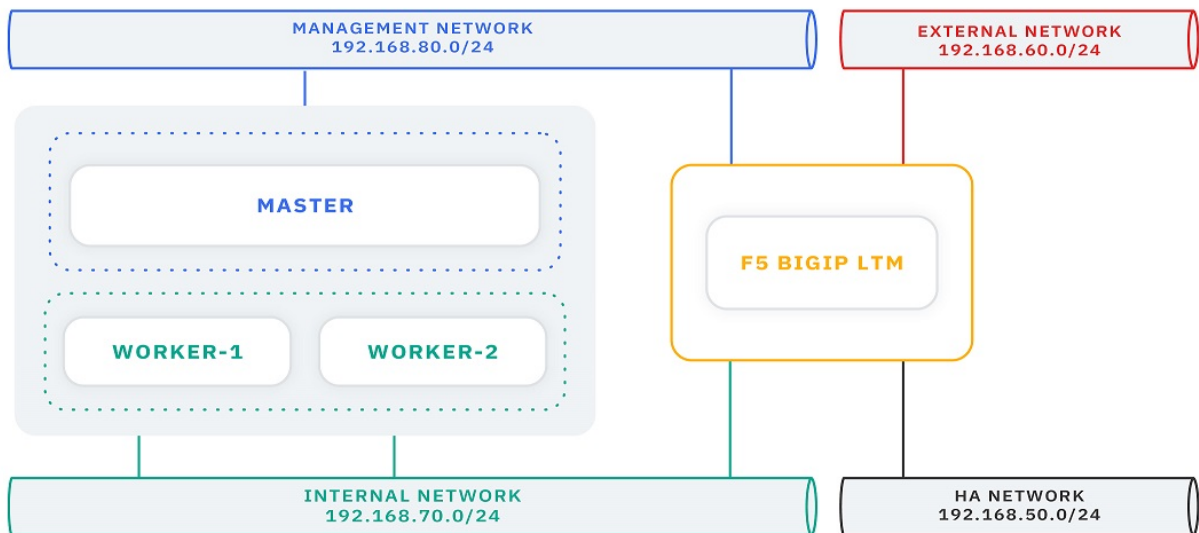 MANAGEMENT NETWORK
192.168.80.0/24
EXTERNAL NETWORK
192.168.60.0/24
MASTER
F5 BIGIP LTM
WORKER-1
WORKER-2
INTERNAL NETWORK
192.168.70.0/24
HA NETWORK
192.168.50.0/24